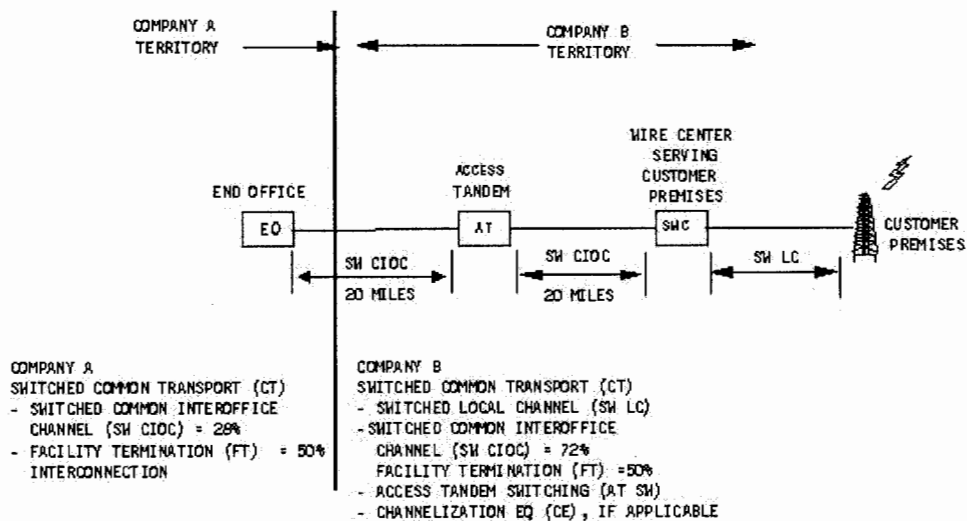 COMPANY A
TERRITORY
COMPANY B
TERRITORY
WIRE CENTER
SERVING
CUSTOMER
PREMISES
ACCESS
TANDEM
END OFFICE
EO
AT
SWC
CUSTOMER
PREMISES
SW CIOC
20 MILES
SW CIOC
20 MILES
SW LC
COMPANY A
SWITCHED COMMON TRANSPORT (CT)
- SWITCHED COMMON INTEROFFICE
CHANNEL (SW CIOC) = 28%
- FACILITY TERMINATION (FT) = 50%
INTERCONNECTION
COMPANY B
SWITCHED COMMON TRANSPORT (CT)
- SWITCHED LOCAL CHANNEL (SW LC)
-SWITCHED COMMON INTEROFFICE
CHANNEL (SW CIOC) = 72%
FACILITY TERMINATION (FT) =50%
- ACCESS TANDEM SWITCHING (AT SW)
- CHANNELIZATION EQ (CE), IF APPLICABLE